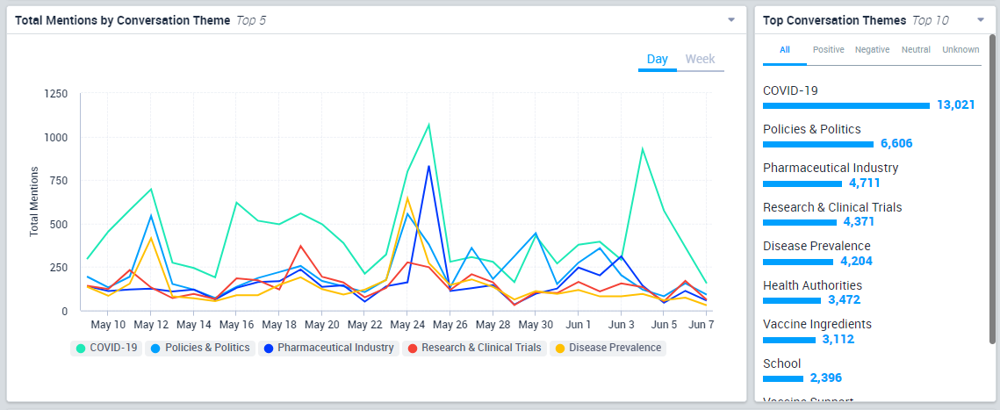 Total Mentions by Conversation Theme Top 5
Day Week
1250
1000
750
500
250
0
Total Mentions
May 10 May 12 May 14 May 16 May 18 May 20 May 22 May 24 May 26 May 28 May 30 Jun 1 Jun 3 Jun 5 Jun 7
COVID-19 Policies & Politics Pharmaceutical Industry Research & Clinical Trials Disease Prevalence
Top Conversation Themes Top 10
All Positive Negative Neutral Unknown
COVID-19
13,021
Policies & Politics
6,606
Pharmaceutical Industry
4,711
Research & Clinical Trials
4,371
Disease Prevalence
4,204
Health Authorities
3,472
Vaccine Ingredients
3,112
School
2,396
Vaccine Support